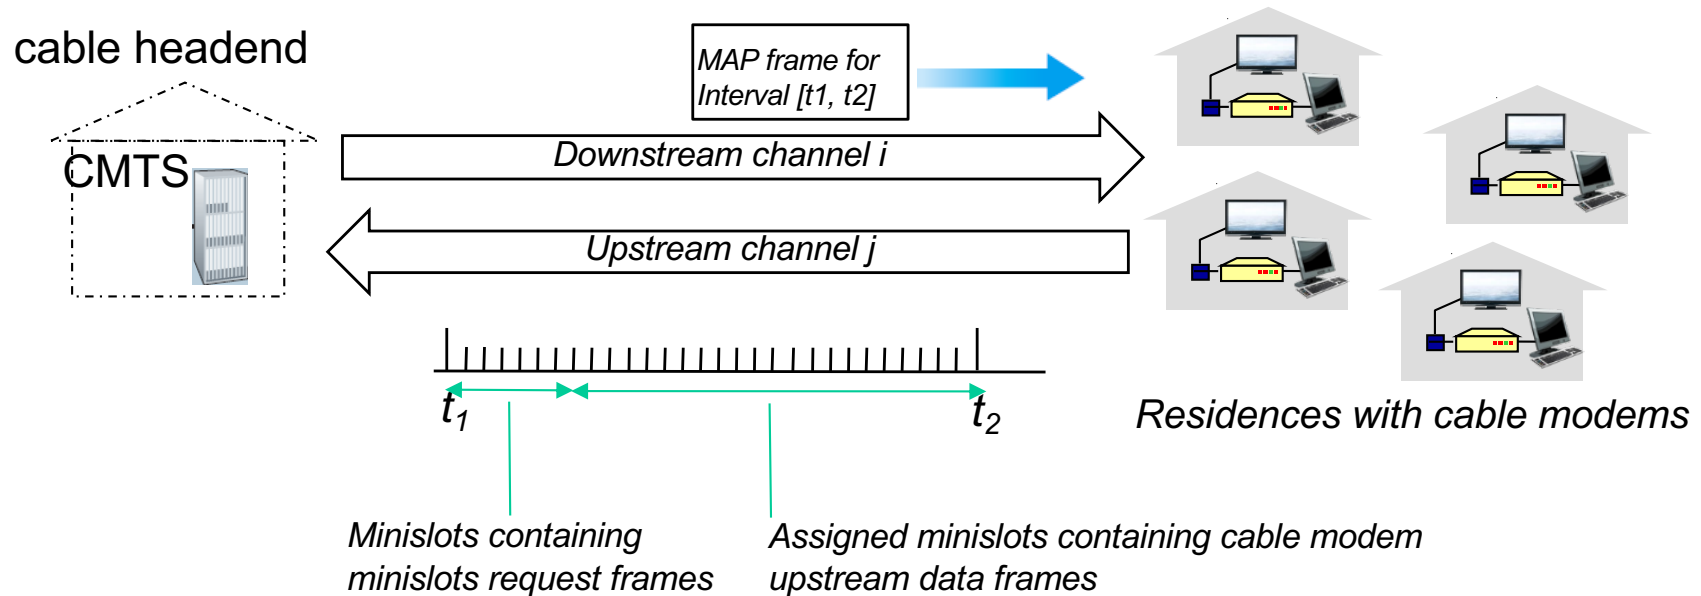 cable headend
MAP frame for
Interval [t1, t2]
Downstream channel i
CMTS
Upstream channel j
t1
t2
Residences with cable modems
Minislots containing
minislots request frames
Assigned minislots containing cable modem
upstream data frames